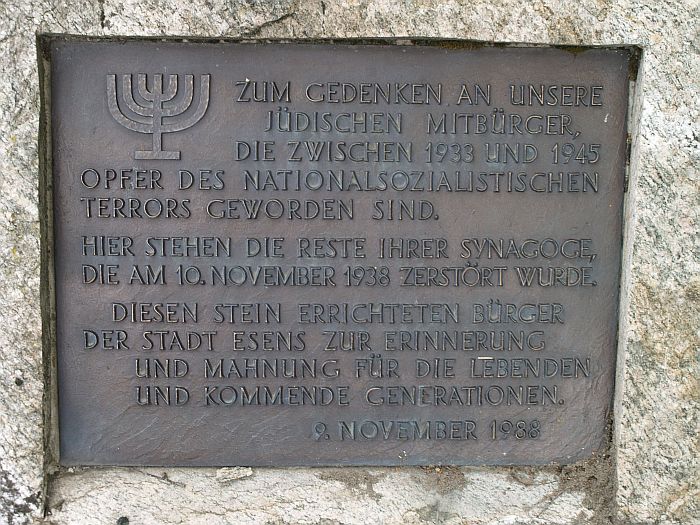 ZUM GEDENKEN AN UNSERE
JÜDISCHEN MITBÜRGER,
DIE ZWISCHEN 1933 UND 1945
OPFER DES NATIONALSOZIALISTISCHEN
TERRORS GEWORDEN SIND.
HIER STEHEN DIE RESTE IHRER SYNAGOGE,
DIE AM 10. NOVEMBER 1938 ZERSTÖRT WURDE.
DIESEN STEIN ERRICHTETEN BÜRGER
DER STADT ESENS ZUR ERINNERUNG
UND MAHNUNG FÜR DIE LEBENDEN
UND KOMMENDE GENERATIONEN.
9. NOVEMBER 1988